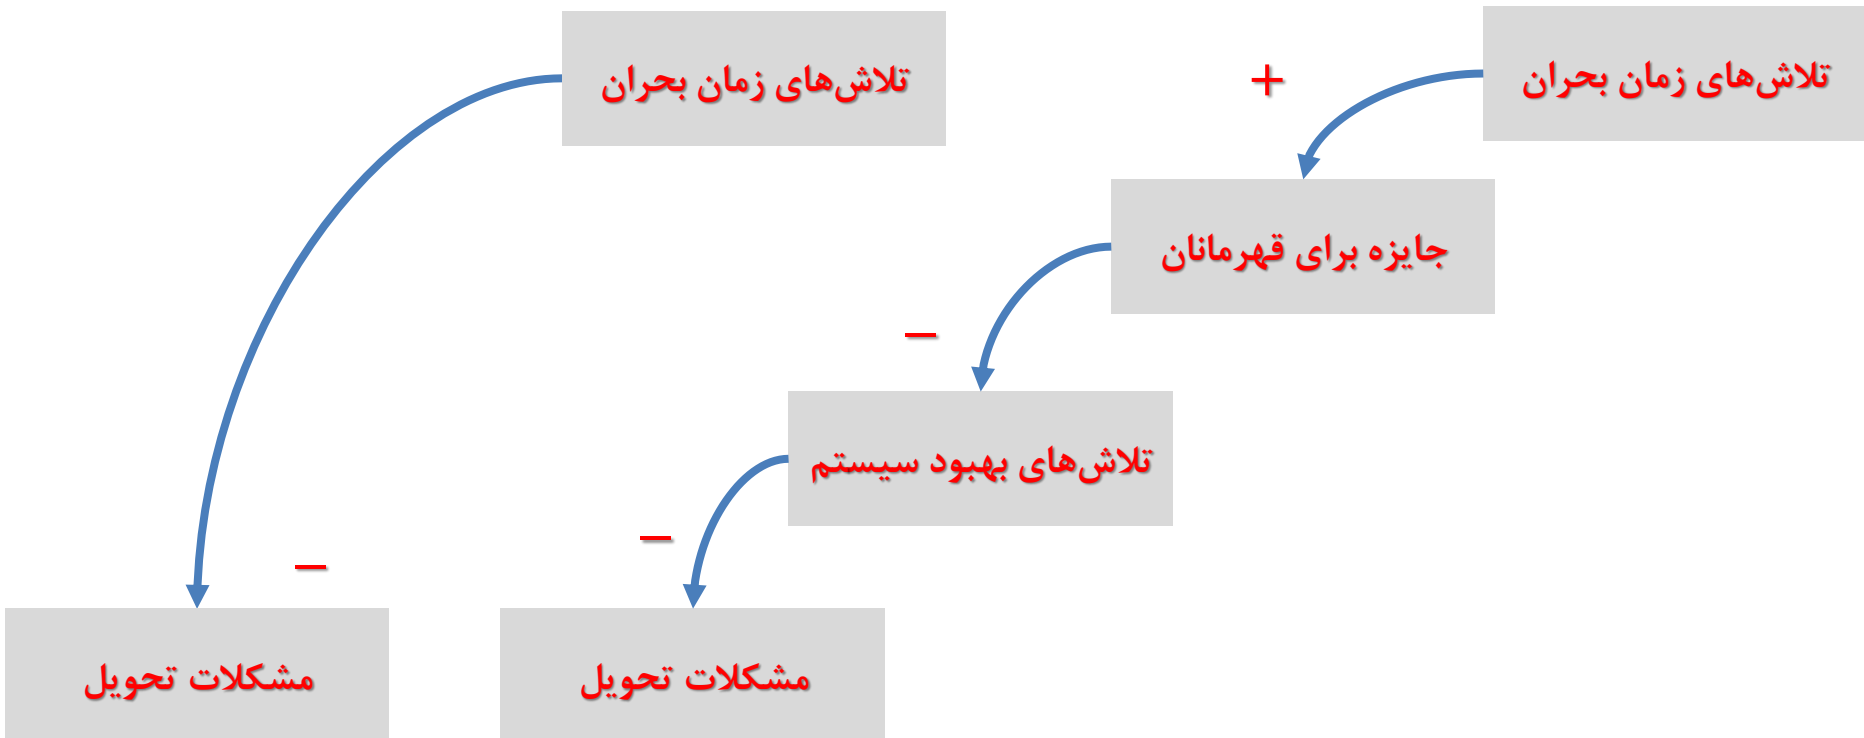 تلاش‌های زمان بحران
تلاش‌های زمان بحران
+
جایزه برای قهرمانان
–
تلاش‌های بهبود سیستم
–
–
مشکلات تحویل
مشکلات تحویل